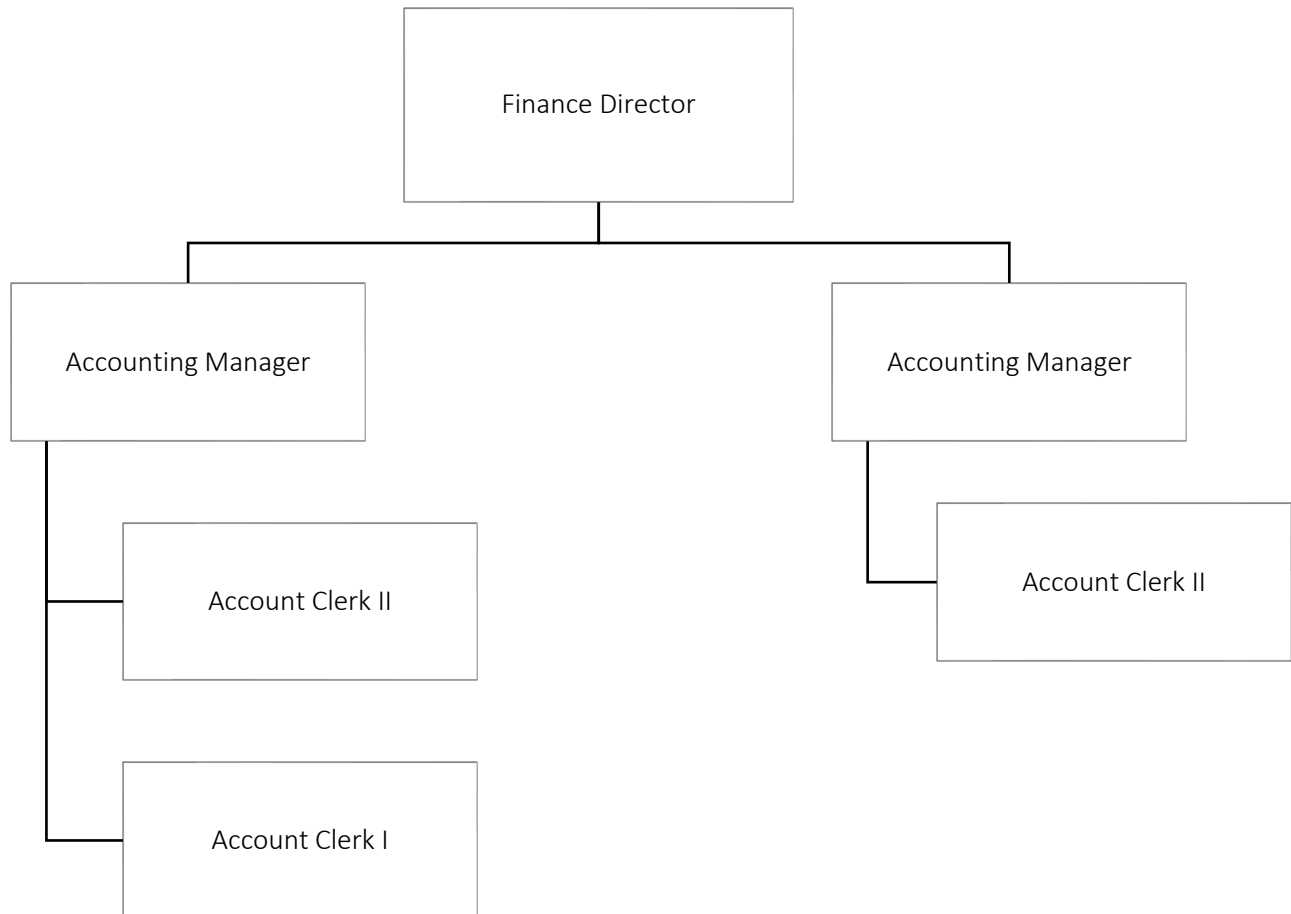 Finance Director
Accounting Manager
Accounting Manager
Account Clerk II
Account Clerk II
Account Clerk I